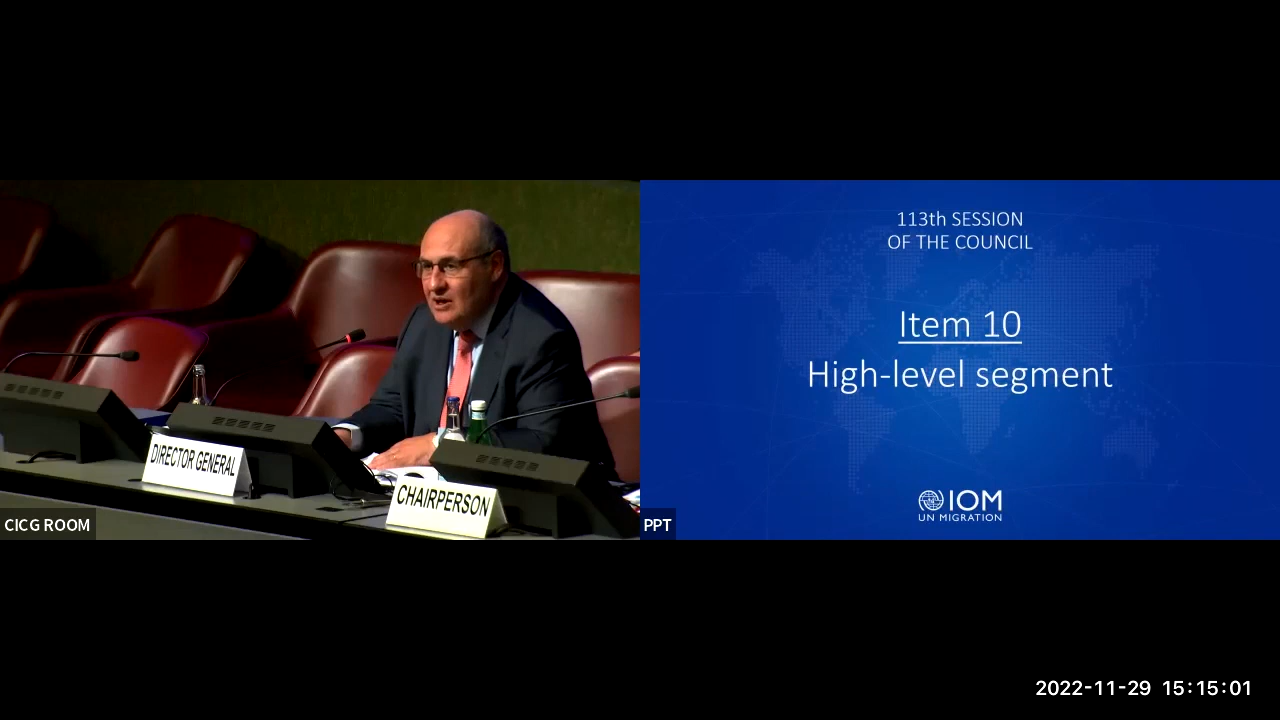 DIRECTOR GENERAL
CHAIRPERSON
CICG ROOM
113th SESSION
OF THE COUNCIL
Item 10
High-level segment
IOM
UN MIGRATION
PPT
2022-11-29 15:15:01